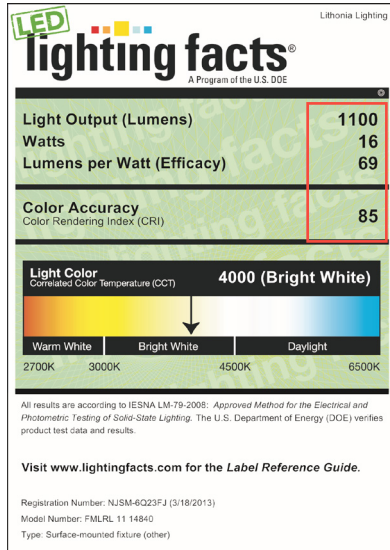 Lithonia Lighting
LED
lighting facts®
A Program of the U.S. DOE
Light Output (Lumens) 1100
Watts 16
Lumens per Watt (Efficacy) 69
Color Accuracy
Color Rendering Index (CRI) 85
Light Color
Correlated Color Temperature (CCT) 4000 (Bright White)
Warm White Bright White Daylight
2700K 3000K 4500K 6500K
All results are according to IESNA LM-79-2008: Approved Method for the Electrical and
Photometric Testing of Solid-State Lighting. The U.S. Department of Energy (DOE) verifies
product test data and results.
Visit www.lightingfacts.com for the Label Reference Guide.
Registration Number: NJSM-6Q23FJ (3/18/2013)
Model Number: FMLRL 11 14840
Type: Surface-mounted fixture (other)